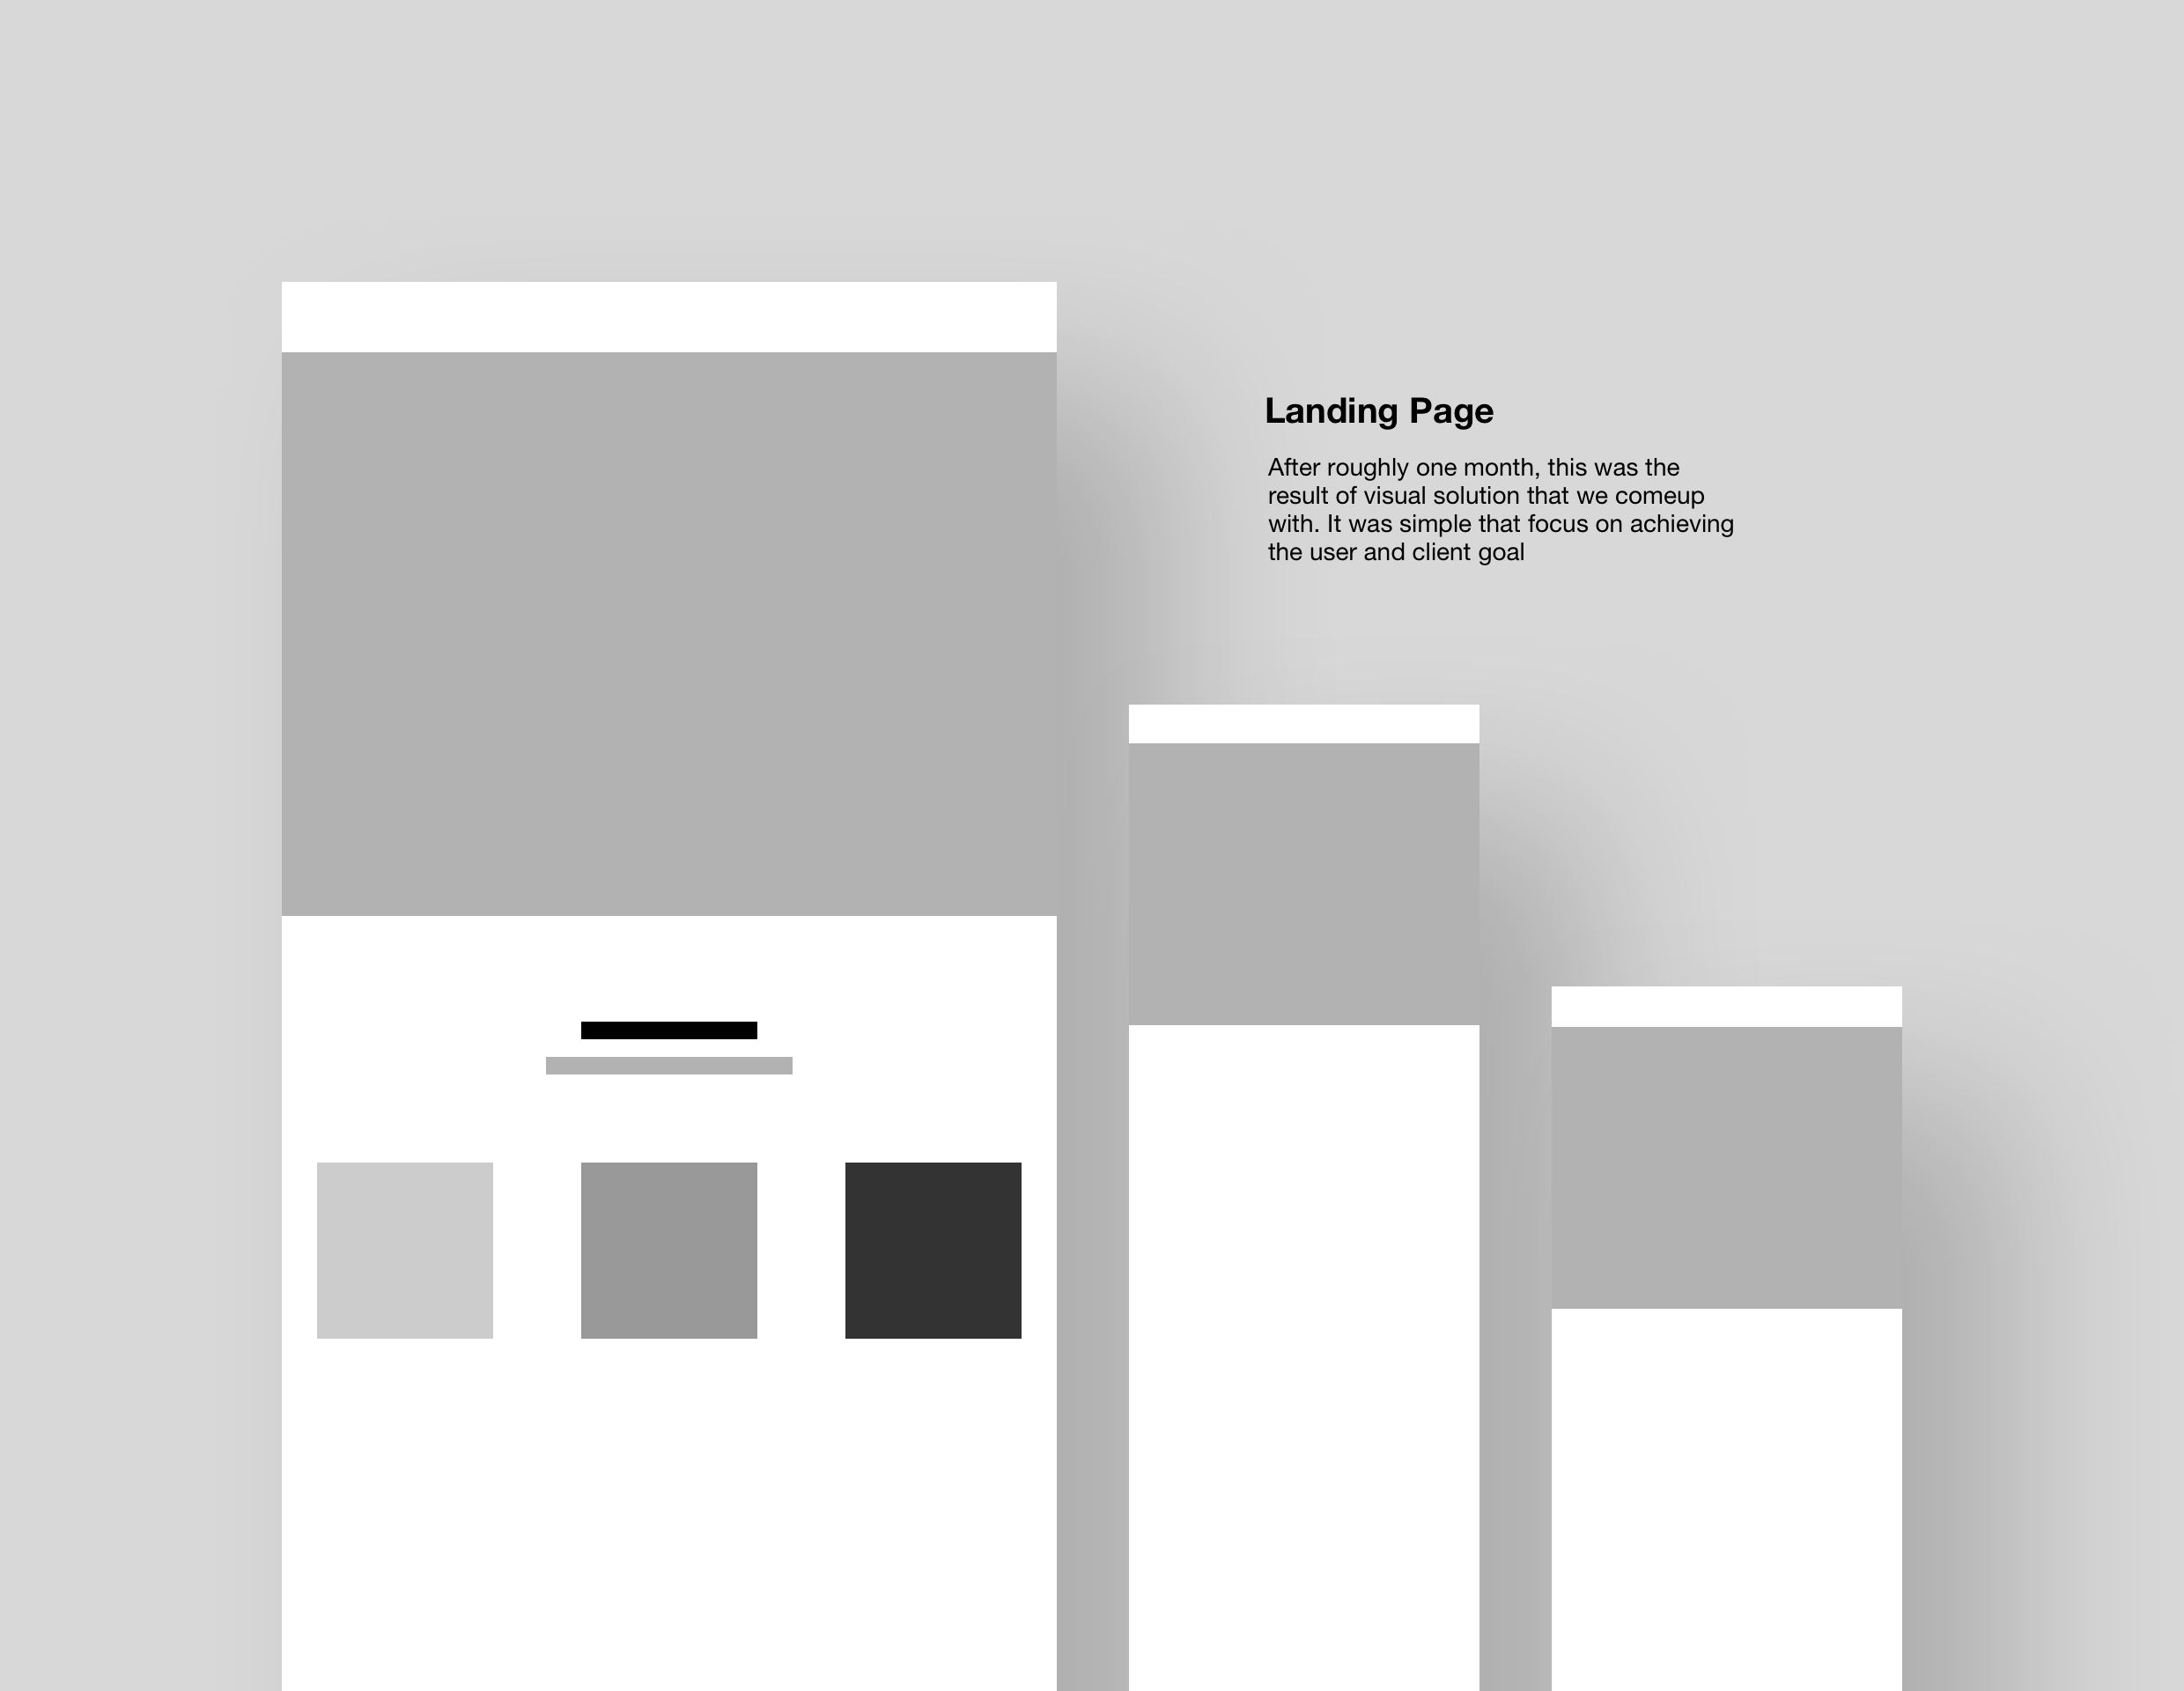 Landing Page
After roughly one month, this was the
result of visual solution that we comeup
with. It was simple that focus on achieving
the user and client goal